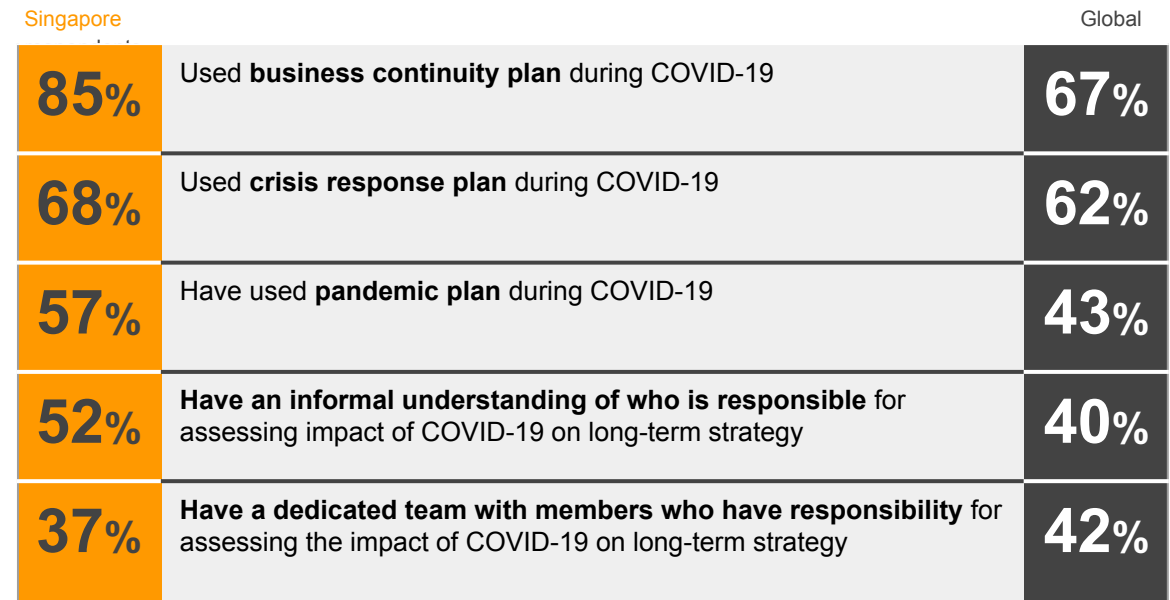 Singapore
Global
85%
Used business continuity plan during COVID-19
67%
68%
Used crisis response plan during COVID-19
62%
57%
Have used pandemic plan during COVID-19
43%
52%
Have an informal understanding of who is responsible for
assessing impact of COVID-19 on long-term strategy
40%
37%
Have a dedicated team with members who have responsibility for
assessing the impact of COVID-19 on long-term strategy
42%